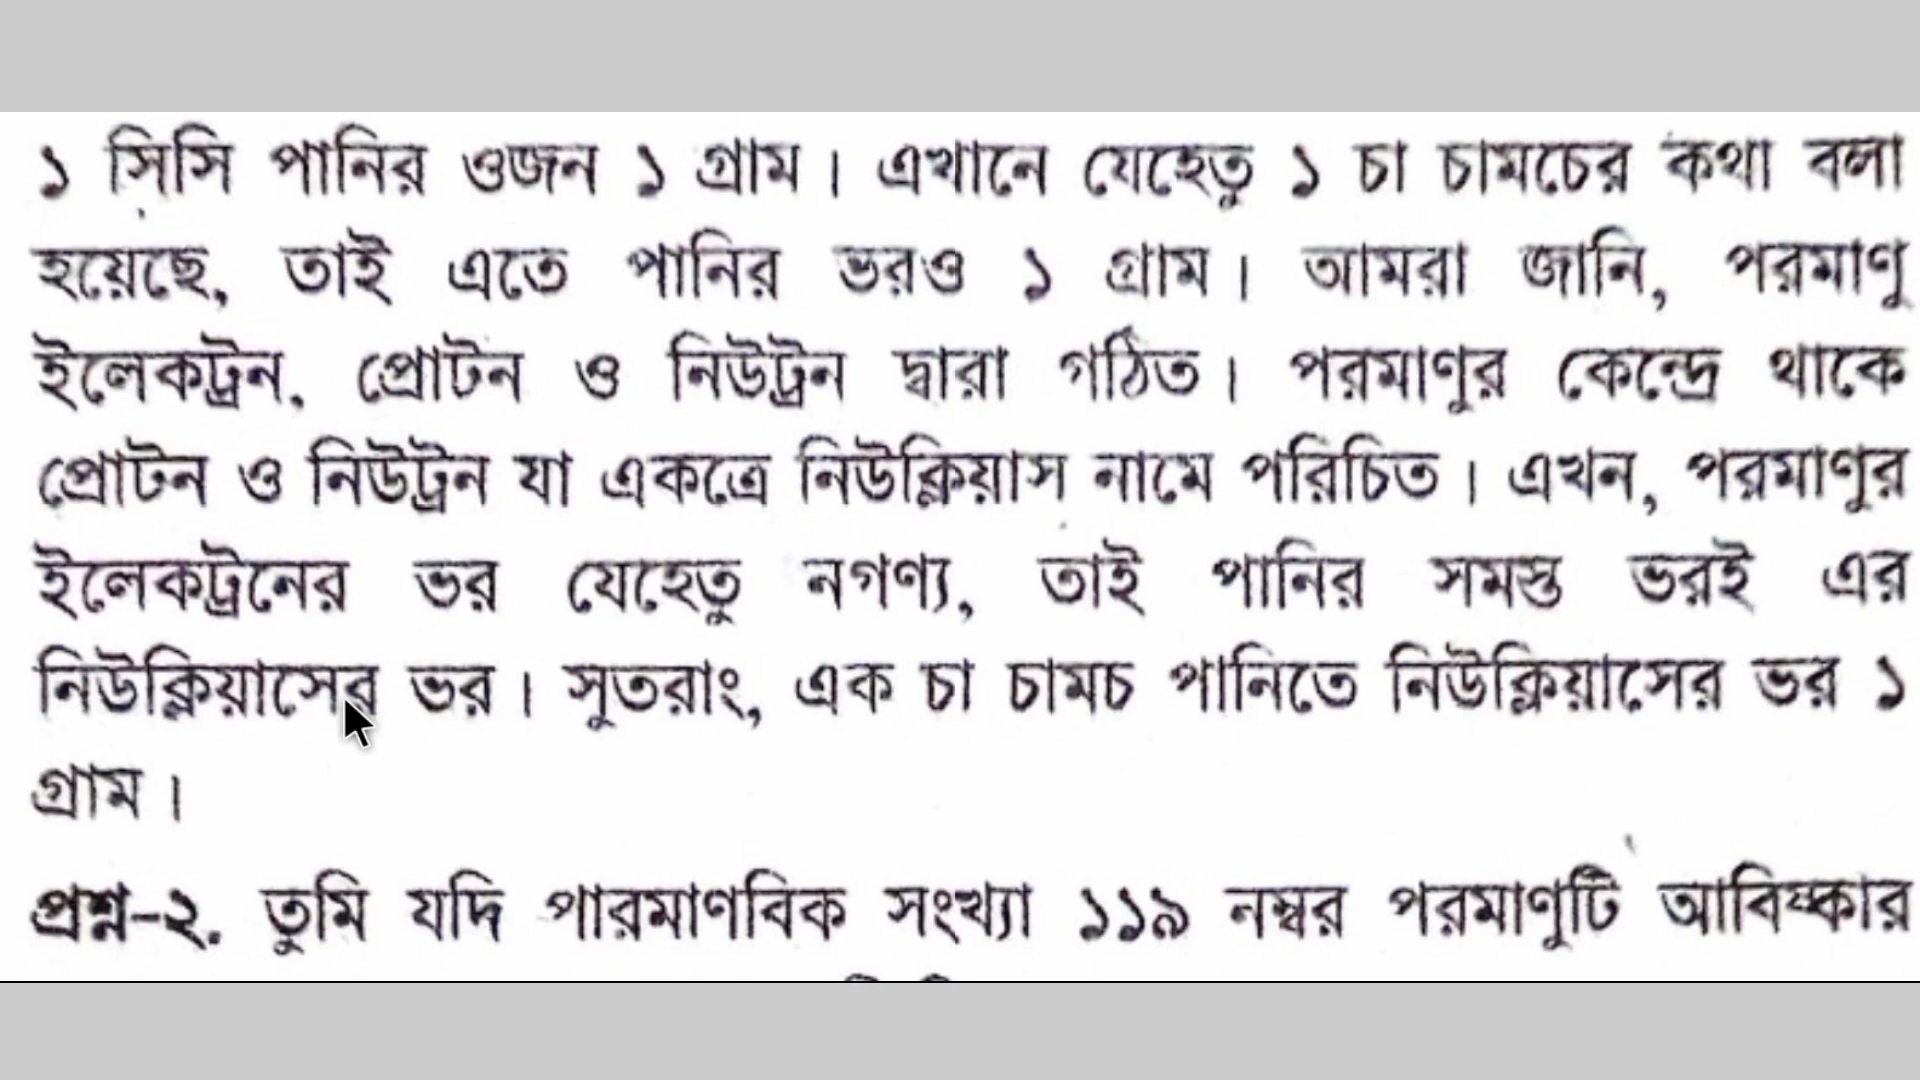 ১ সিসি পানির ওজন ১ গ্রাম। এখানে যেহেতু ১ চা চামচের কথা বলা
হয়েছে, তাই এতে পানির ভরও ১ গ্রাম। আমরা জানি, পরমাণু
ইলেকট্রন, প্রোটন ও নিউট্রন দ্বারা গঠিত। পরমাণুর কেন্দ্রে থাকে
প্রোটন ও নিউট্রন যা একত্রে নিউক্লিয়াস নামে পরিচিত। এখন, পরমাণুর
ইলেকট্রনের ভর যেহেতু নগণ্য, তাই পানির সমস্ত ভরই এর
নিউক্লিয়াসের ভর। সুতরাং, এক চা চামচ পানিতে নিউক্লিয়াসের ভর ১
গ্রাম।
প্রশ্ন-২. তুমি যদি পারমাণবিক সংখ্যা ১১৯ নম্বর পরমাণুটি আবিষ্কার